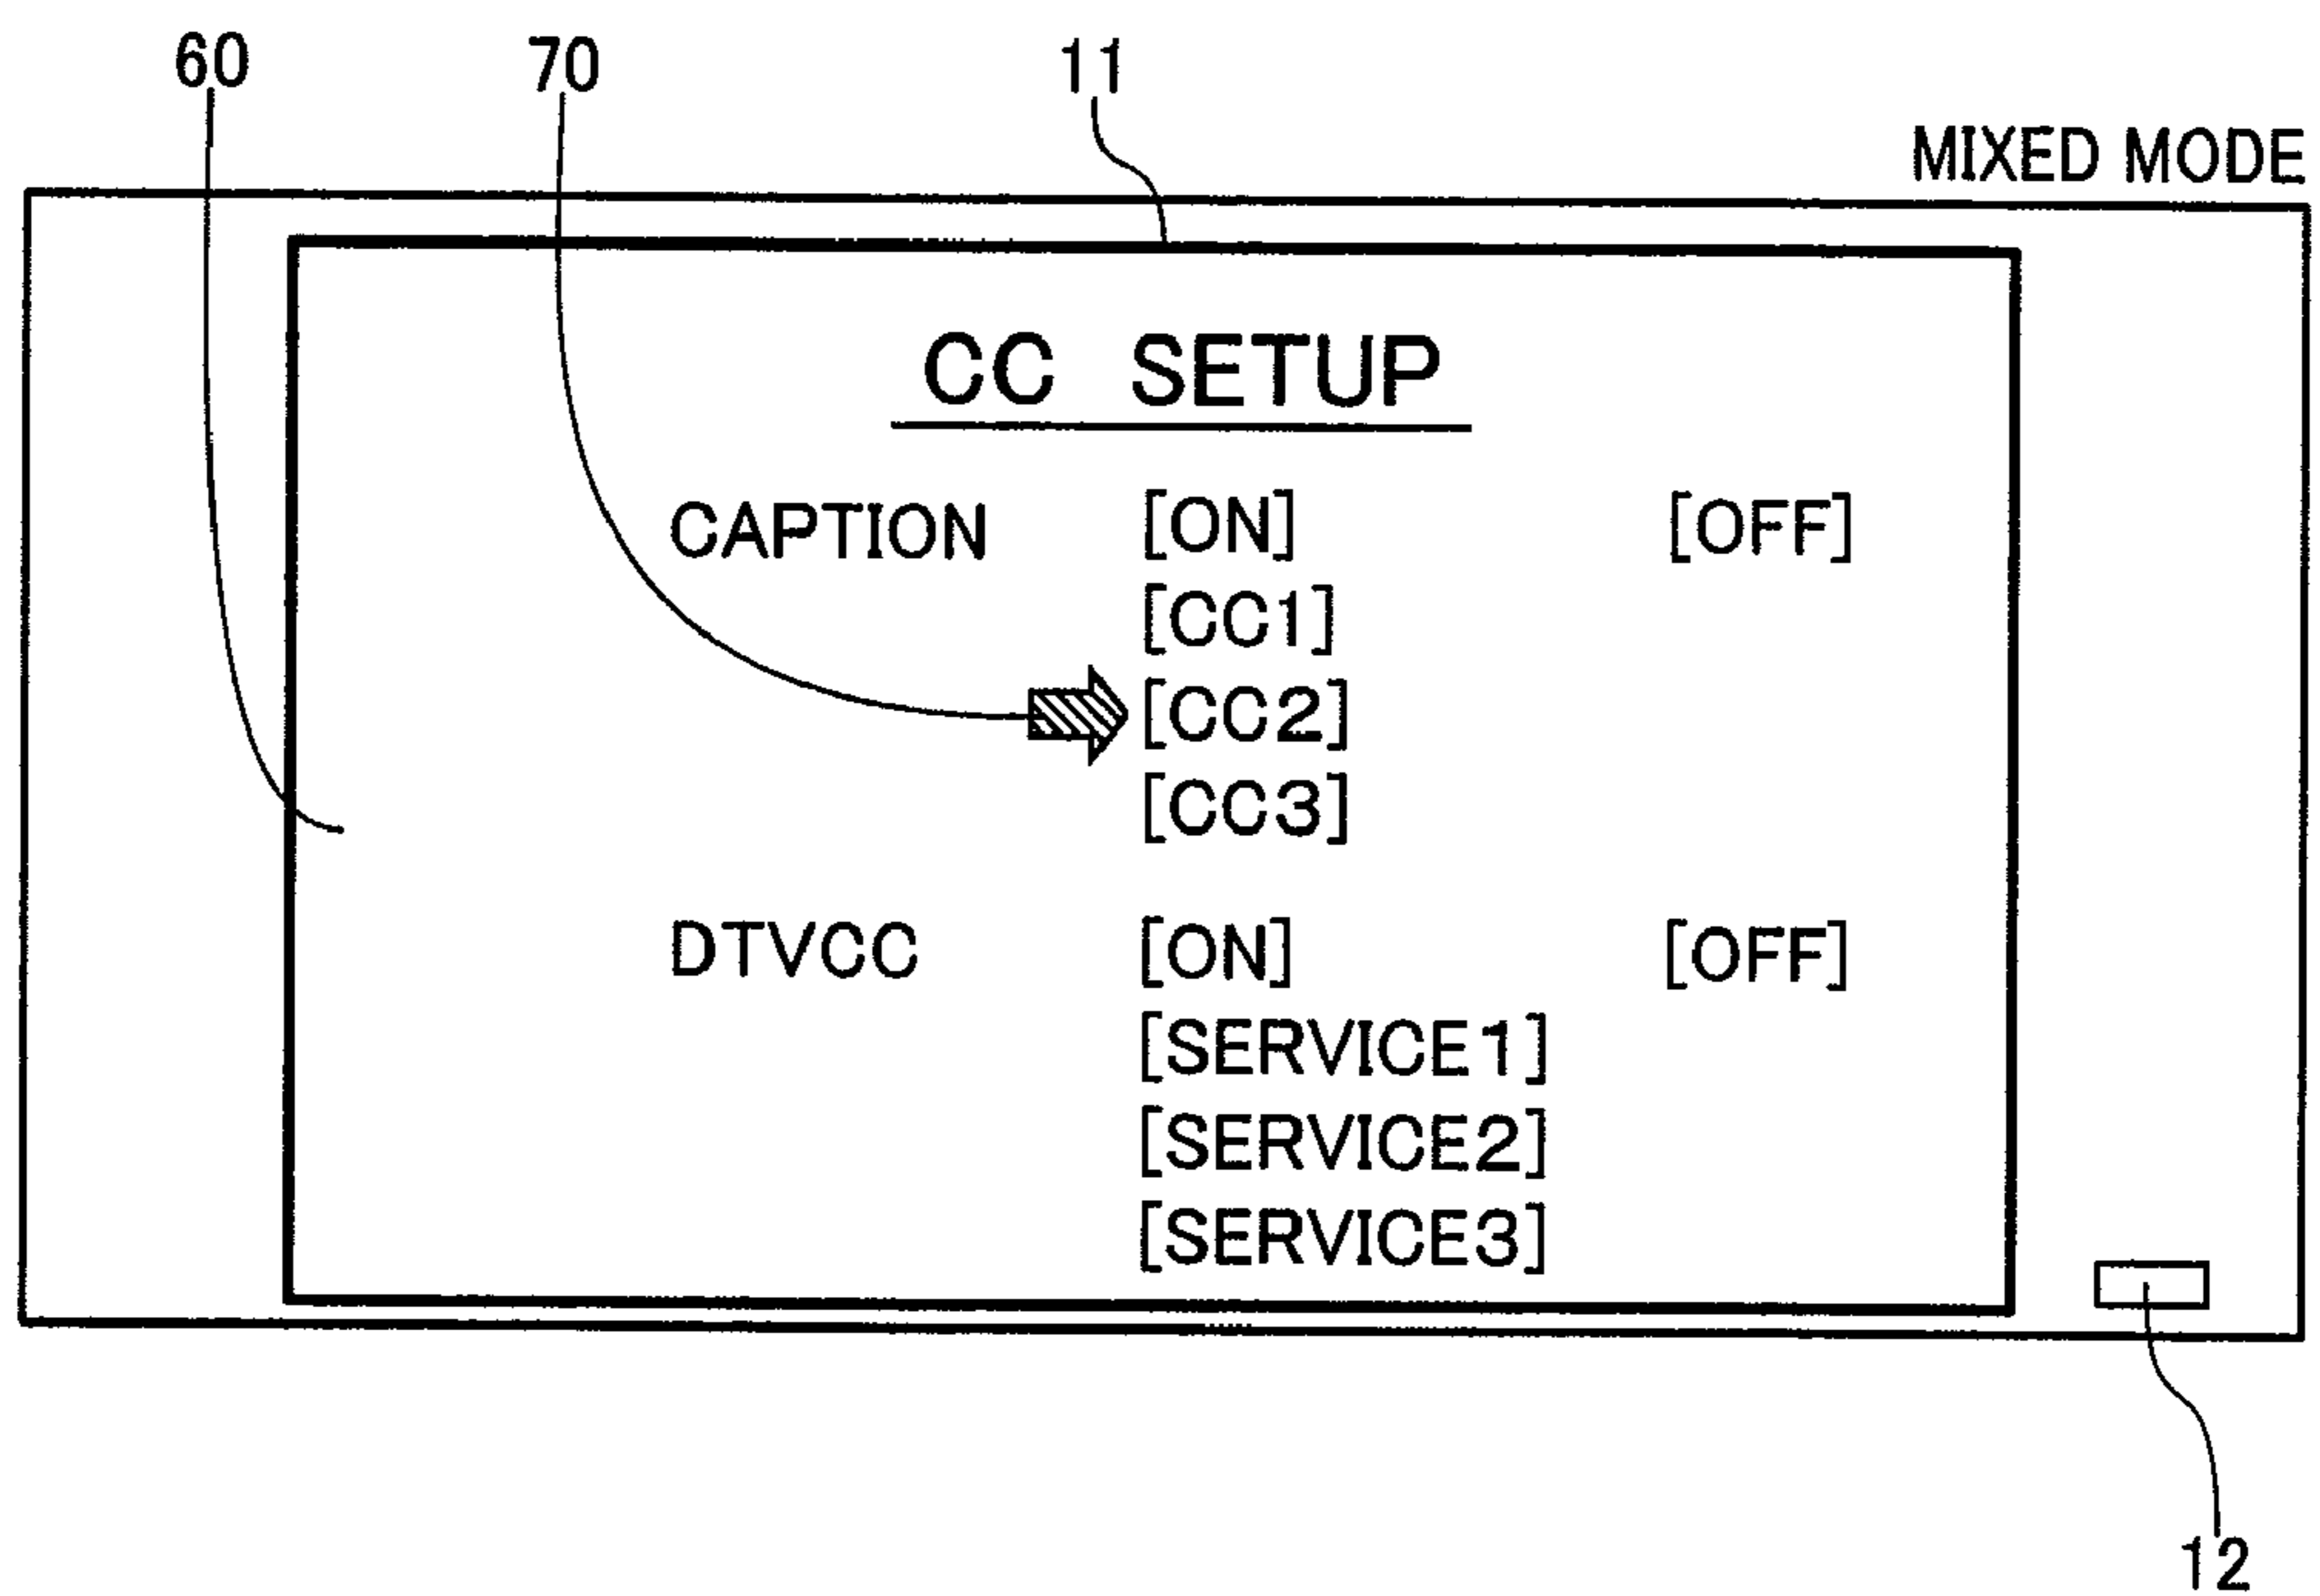 60 70 11
MIXED MODE
CC SETUP
CAPTION [ON] [OFF]
[CC1]
[CC2]
[CC3]
DTVCC [ON] [OFF]
[SERVICE1]
[SERVICE2]
[SERVICE3]
12